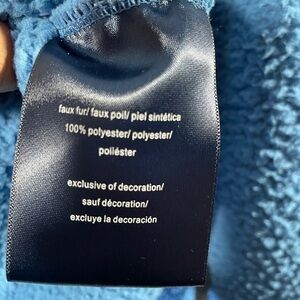 faux fur/ faux poil/ piel sintética
100% polyester/ polyester/
poliéster
exclusive of decoration/
sauf décoration/
excluye la decoración